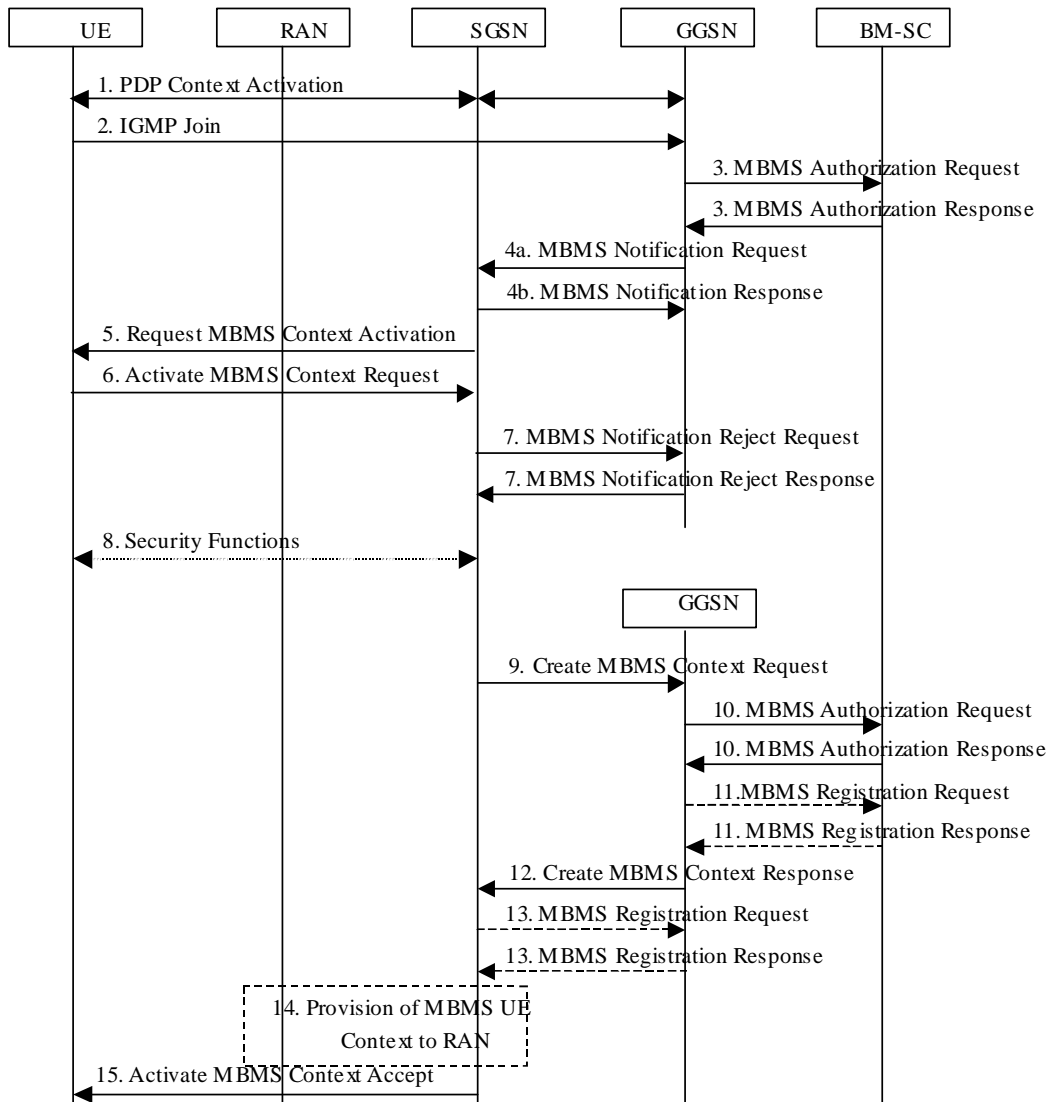 UE
RAN
SGSN
GGSN
BM-SC
1. PDP Context Activation
2. IGMP Join
3. MBMS Authorization Request
3. MBMS Authorization Response
4a. MBMS Notification Request
4b. MBMS Notification Response
5. Request MBMS Context Activation
6. Activate MBMS Context Request
7. MBMS Notification Reject Request
7. MBMS Notification Reject Response
8. Security Functions
GGSN
9. Create MBMS Context Request
10. MBMS Authorization Request
10. MBMS Authorization Response
11.MBMS Registration Request
11. MBMS Registration Response
12. Create MBMS Context Response
13. MBMS Registration Request
13. MBMS Registration Response
14. Provision of MBMS UE
Context to RAN
15. Activate MBMS Context Accept